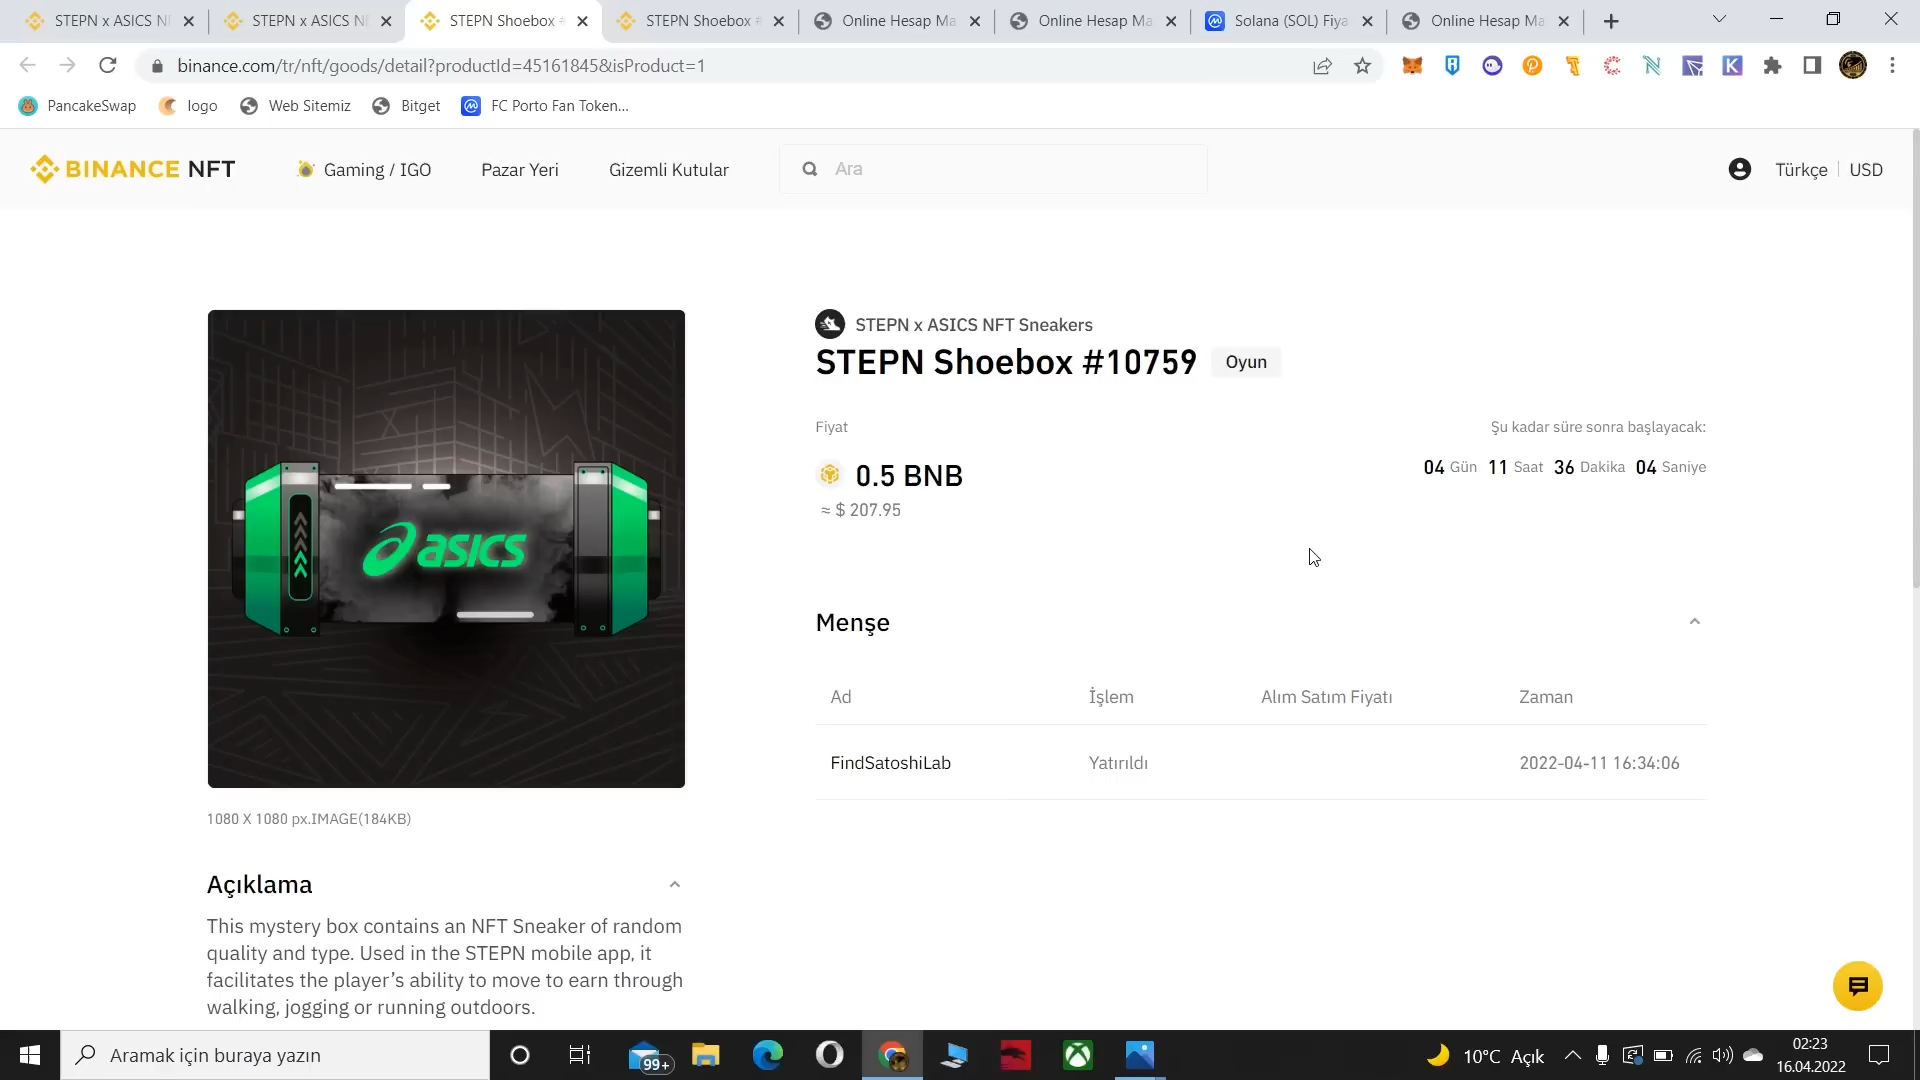 STEPN x ASICS NF
STEPN x ASICS NF
STEPN Shoebox #
STEPN Shoebox #
Online Hesap Ma
Online Hesap Ma
Solana (SOL) Fiya
Online Hesap Ma
binance.com/tr/nft/goods/detail?productId=45161845&isProduct=1
PancakeSwap
logo
Web Sitemiz
Bitget
FC Porto Fan Token...
BINANCE NFT
Gaming / IGO
Pazar Yeri
Gizemli Kutular
Ara
Türkçe
USD
STEPN x ASICS NFT Sneakers
STEPN Shoebox #10759
Oyun
Fiyat
Şu kadar süre sonra başlayacak:
0.5 BNB
04 Gün 11 Saat 36 Dakika 04 Saniye
≈ $ 207.95
asics
Menşe
Ad İşlem Alım Satım Fiyatı Zaman
FindSatoshiLab Yatırıldı 2022-04-11 16:34:06
1080 X 1080 px.IMAGE(184KB)
Açıklama
This mystery box contains an NFT Sneaker of random
quality and type. Used in the STEPN mobile app, it
facilitates the player's ability to move to earn through
walking, jogging or running outdoors.
Aramak için buraya yazın
99+
10°C Açık
02:23
16.04.2022